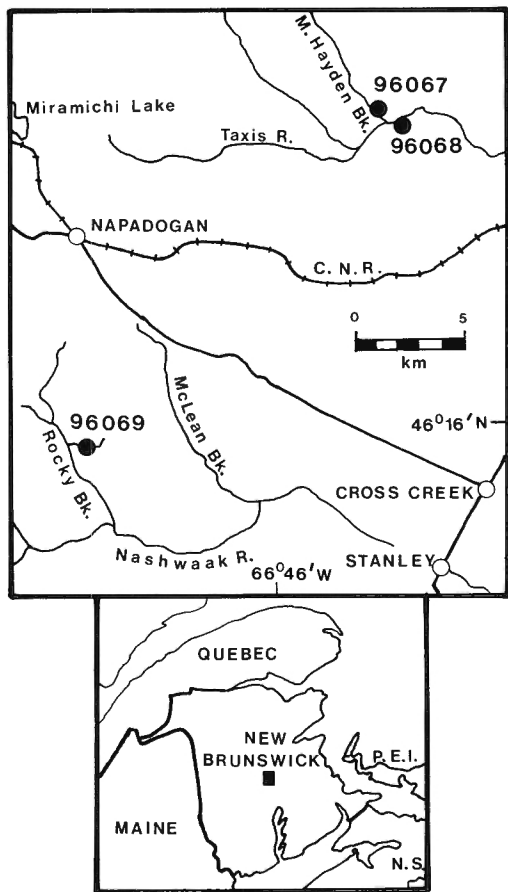 M. Hayden Bk.
96067
Miramichi Lake
Taxis R.
96068
NAPADOGAN
C.N.R.
0 5
km
McLean Bk.
96069
46°16'N
Rocky Bk.
CROSS CREEK
Nashwaak R.
STANLEY
66°46'W
QUEBEC
NEW
BRUNSWICK
P.E.I.
MAINE
N.S.